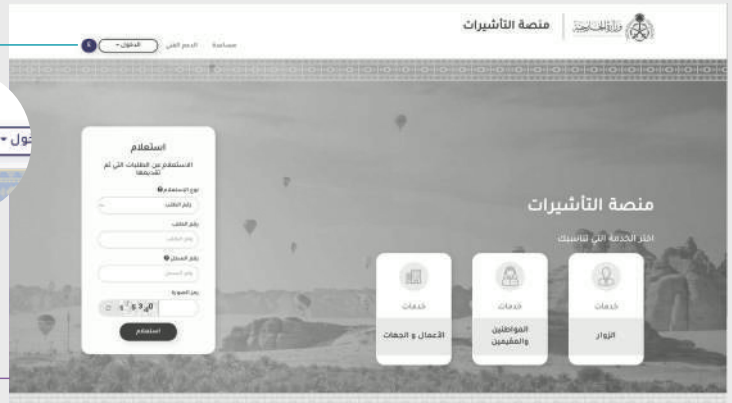 وزارة الخارجية
منصة التأشيرات
مساعدة
الدعم الفني
الدخول
خول
استعلام
الاستعلام عن الطلبات التي تم
تقديمها
نوع الإستعلام
رقم الطلب
رقم الطلب
رقم الطلب
رقم السجل
رقم السجل
رمز الصورة
استعلام
منصة التأشيرات
اختر الخدمة التي تناسبك
خدمات
الزوار
خدمات
المواطنين
والمقيمين
خدمات
الأعمال و الجهات